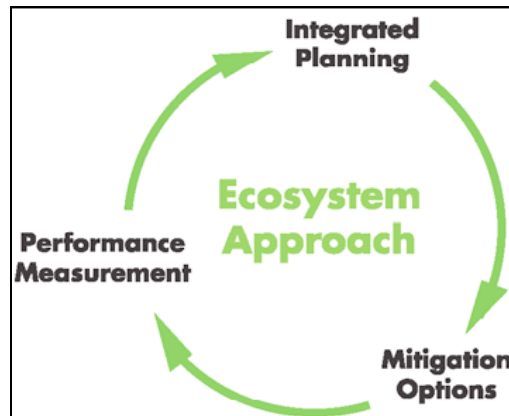 Integrated
Planning
Ecosystem
Approach
Performance
Measurement
Mitigation
Options